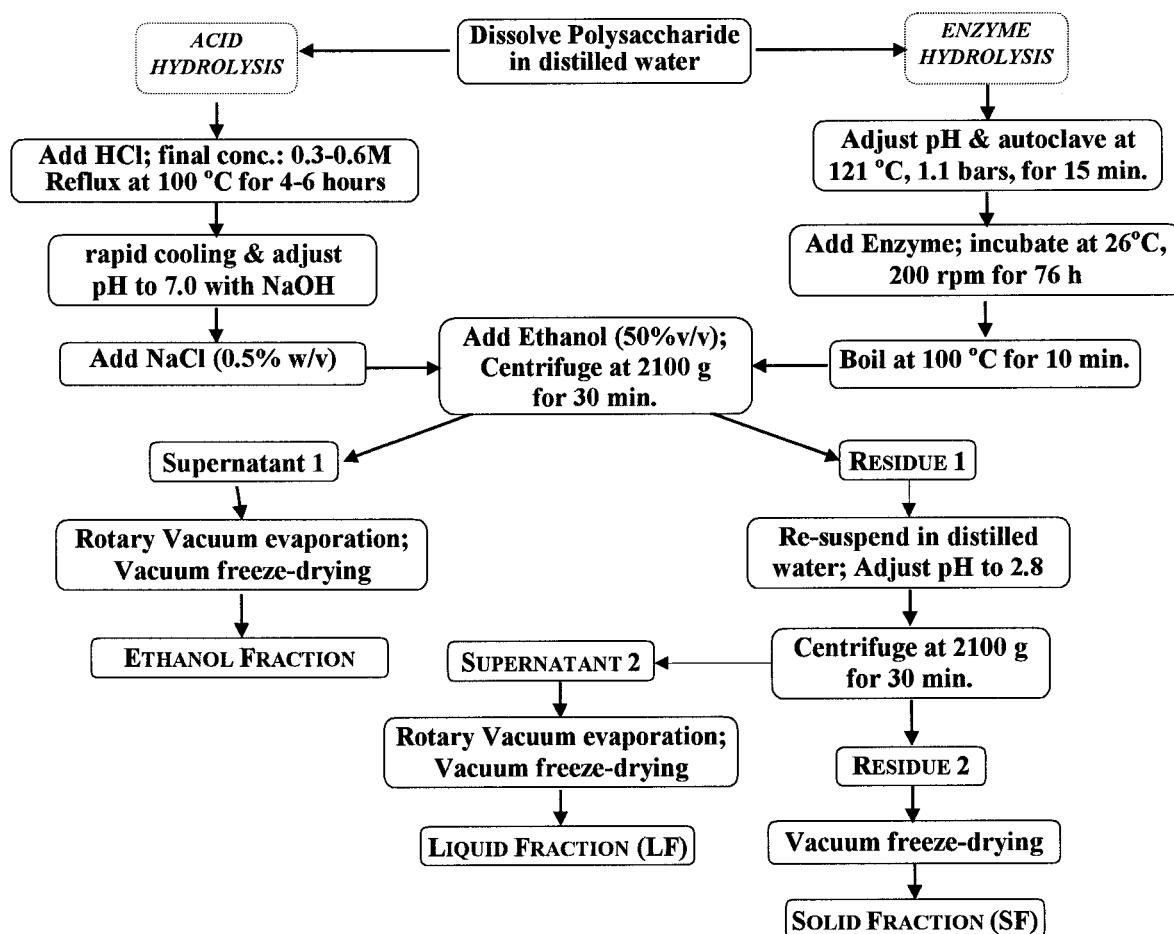 ACID
HYDROLYSIS
Dissolve Polysaccharide
in distilled water
ENZYME
HYDROLYSIS
Add HCl; final conc.: 0.3-0.6M
Reflux at 100 °C for 4-6 hours
Adjust pH & autoclave at
121 °C, 1.1 bars, for 15 min.
rapid cooling & adjust
pH to 7.0 with NaOH
Add Enzyme; incubate at 26°C,
200 rpm for 76 h
Add NaCl (0.5% w/v)
Add Ethanol (50%v/v);
Centrifuge at 2100 g
for 30 min.
Boil at 100 °C for 10 min.
Supernatant 1
RESIDUE 1
Rotary Vacuum evaporation;
Vacuum freeze-drying
Re-suspend in distilled
water; Adjust pH to 2.8
ETHANOL FRACTION
SUPERNATANT 2
Centrifuge at 2100 g
for 30 min.
Rotary Vacuum evaporation;
Vacuum freeze-drying
RESIDUE 2
LIQUID FRACTION (LF)
Vacuum freeze-drying
SOLID FRACTION (SF)